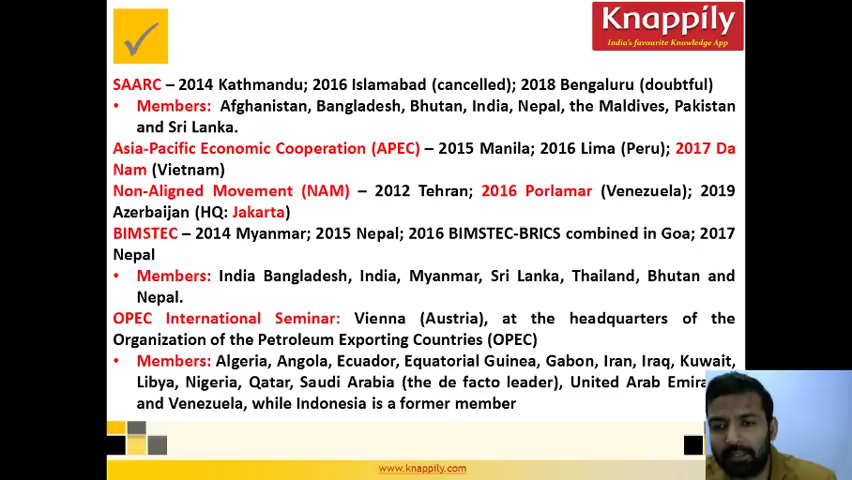 Knappily
India's favourite Knowledge App
SAARC – 2014 Kathmandu; 2016 Islamabad (cancelled); 2018 Bengaluru (doubtful)
• Members: Afghanistan, Bangladesh, Bhutan, India, Nepal, the Maldives, Pakistan
and Sri Lanka.
Asia-Pacific Economic Cooperation (APEC) – 2015 Manila; 2016 Lima (Peru); 2017 Da
Nam (Vietnam)
Non-Aligned Movement (NAM) – 2012 Tehran; 2016 Porlamar (Venezuela); 2019
Azerbaijan (HQ: Jakarta)
BIMSTEC – 2014 Myanmar; 2015 Nepal; 2016 BIMSTEC-BRICS combined in Goa; 2017
Nepal
• Members: India Bangladesh, India, Myanmar, Sri Lanka, Thailand, Bhutan and
Nepal.
OPEC International Seminar: Vienna (Austria), at the headquarters of the
Organization of the Petroleum Exporting Countries (OPEC)
• Members: Algeria, Angola, Ecuador, Equatorial Guinea, Gabon, Iran, Iraq, Kuwait,
Libya, Nigeria, Qatar, Saudi Arabia (the de facto leader), United Arab
and Venezuela, while Indonesia is a former member
www.knappily.com